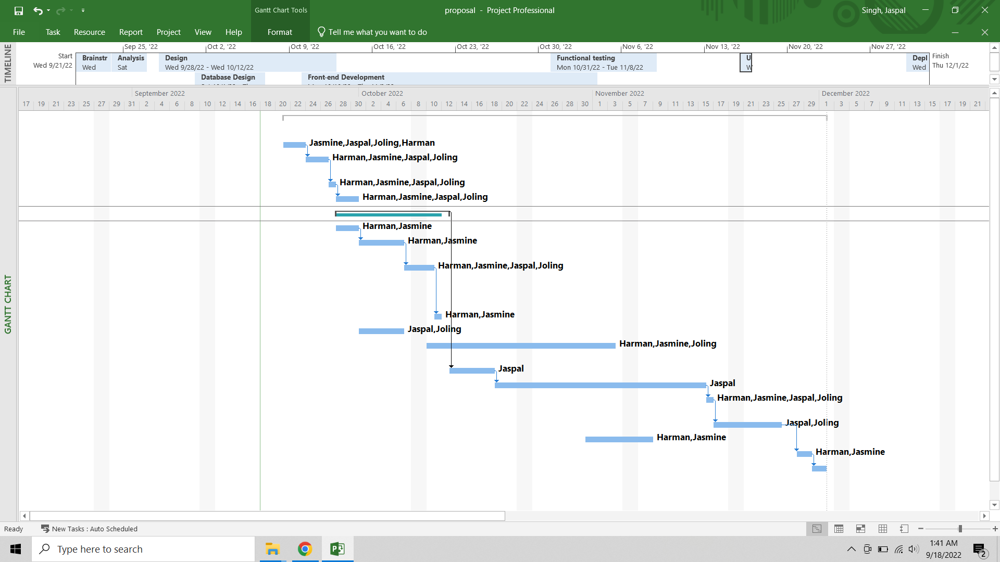 Gantt Chart Tools
proposal - Project Professional
Singh, Jaspal
File Task Resource Report Project View Help Format Tell me what you want to do
TIMELINE
Sep 25, '22 Oct 2, '22 Oct 9, '22 Oct 16, '22 Oct 23, '22 Oct 30, '22 Nov 6, '22 Nov 13, '22 Nov 20, '22 Nov 27, '22
Start
Wed 9/21/22
Brainstr
Wed
Analysis
Sat
Design
Wed 9/28/22 - Wed 10/12/22
Functional testing
Mon 10/31/22 - Tue 11/8/22
U
W
Depl
Wed
Finish
Thu 12/1/22
Database Design
Front-end Development
September 2022 October 2022 November 2022 December 2022
17 19 21 23 25 27 29 31 2 4 6 8 10 12 14 16 18 20 22 24 26 28 30 2 4 6 8 10 12 14 16 18 20 22 24 26 28 30 1 3 5 7 9 11 13 15 17 19 21 23 25 27 29 1 3 5 7 9 11 13 15 17 19 21
GANTT CHART
Jasmine,Jaspal,Joling,Harman
Harman,Jasmine,Jaspal,Joling
Harman,Jasmine,Jaspal,Joling
Harman,Jasmine,Jaspal,Joling
Harman,Jasmine
Harman,Jasmine
Harman,Jasmine,Jaspal,Joling
Harman,Jasmine
Jaspal,Joling
Harman,Jasmine,Joling
Jaspal
Jaspal
Harman,Jasmine,Jaspal,Joling
Jaspal,Joling
Harman,Jasmine
Harman,Jasmine
Ready New Tasks : Auto Scheduled
Type here to search
1:41 AM
9/18/2022
2